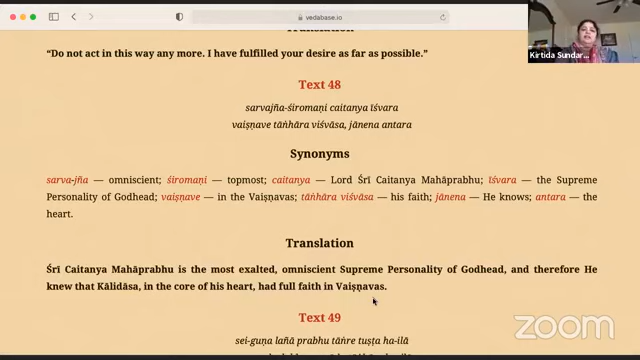 vedabase.io
Kirtida Sundar...
Translation
“Do not act in this way any more. I have fulfilled your desire as far as possible.”
Text 48
sarvajña-śiromaṇi caitanya īśvara
vaiṣṇave tāṅhāra viśvāsa, jānena antara
Synonyms
sarva-jña — omniscient; śiromaṇi — topmost; caitanya — Lord Śrī Caitanya Mahāprabhu; īśvara — the Supreme
Personality of Godhead; vaiṣṇave — in the Vaiṣṇavas; tāṅhāra viśvāsa — his faith; jānena — He knows; antara — the
heart.
Translation
Śrī Caitanya Mahāprabhu is the most exalted, omniscient Supreme Personality of Godhead, and therefore He
knew that Kālidāsa, in the core of his heart, had full faith in Vaiṣṇavas.
Text 49
sei-guṇa lañā prabhu tāṅre tuṣṭa ha-ilā
zoom